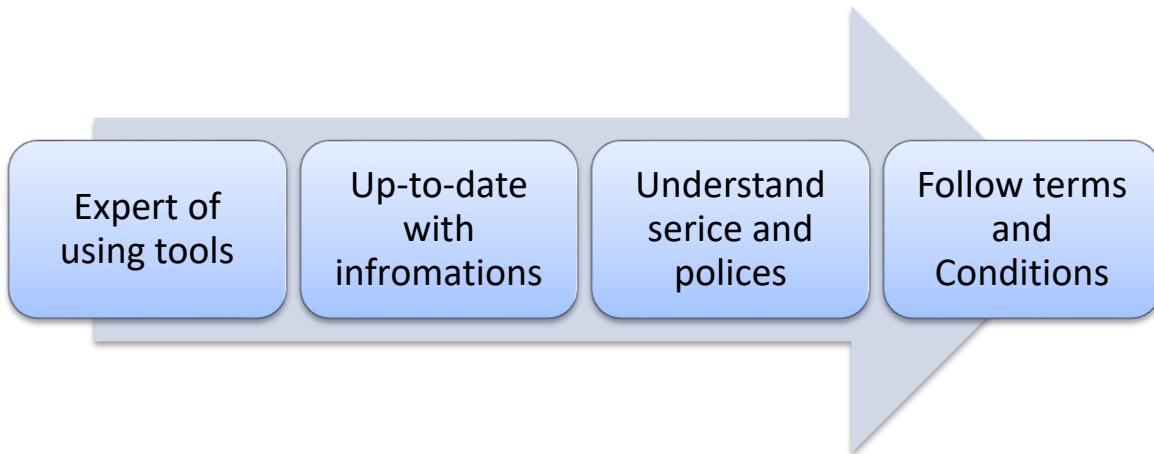 Expert of
using tools
Up-to-date
with
infromations
Understand
serice and
polices
Follow terms
and
Conditions